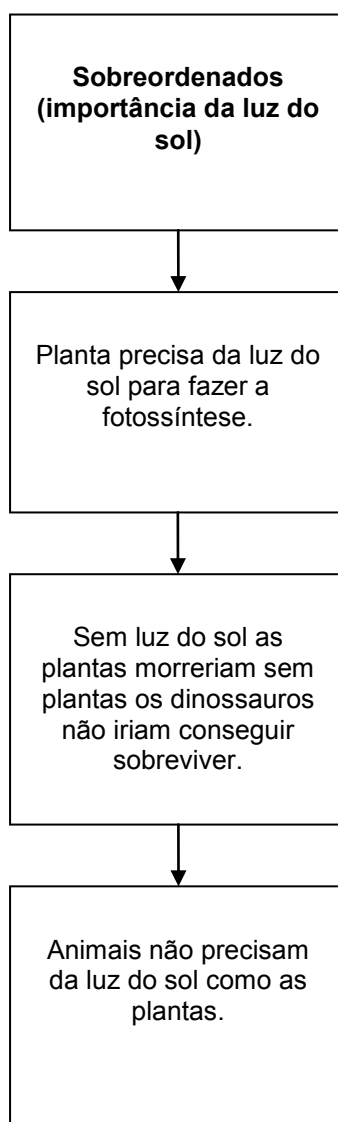 Sobreordenados
(importância da luz do
sol)
Planta precisa da luz do
sol para fazer a
fotossíntese.
Sem luz do sol as
plantas morreriam sem
plantas os dinossauros
não iriam conseguir
sobreviver.
Animais não precisam
da luz do sol como as
plantas.